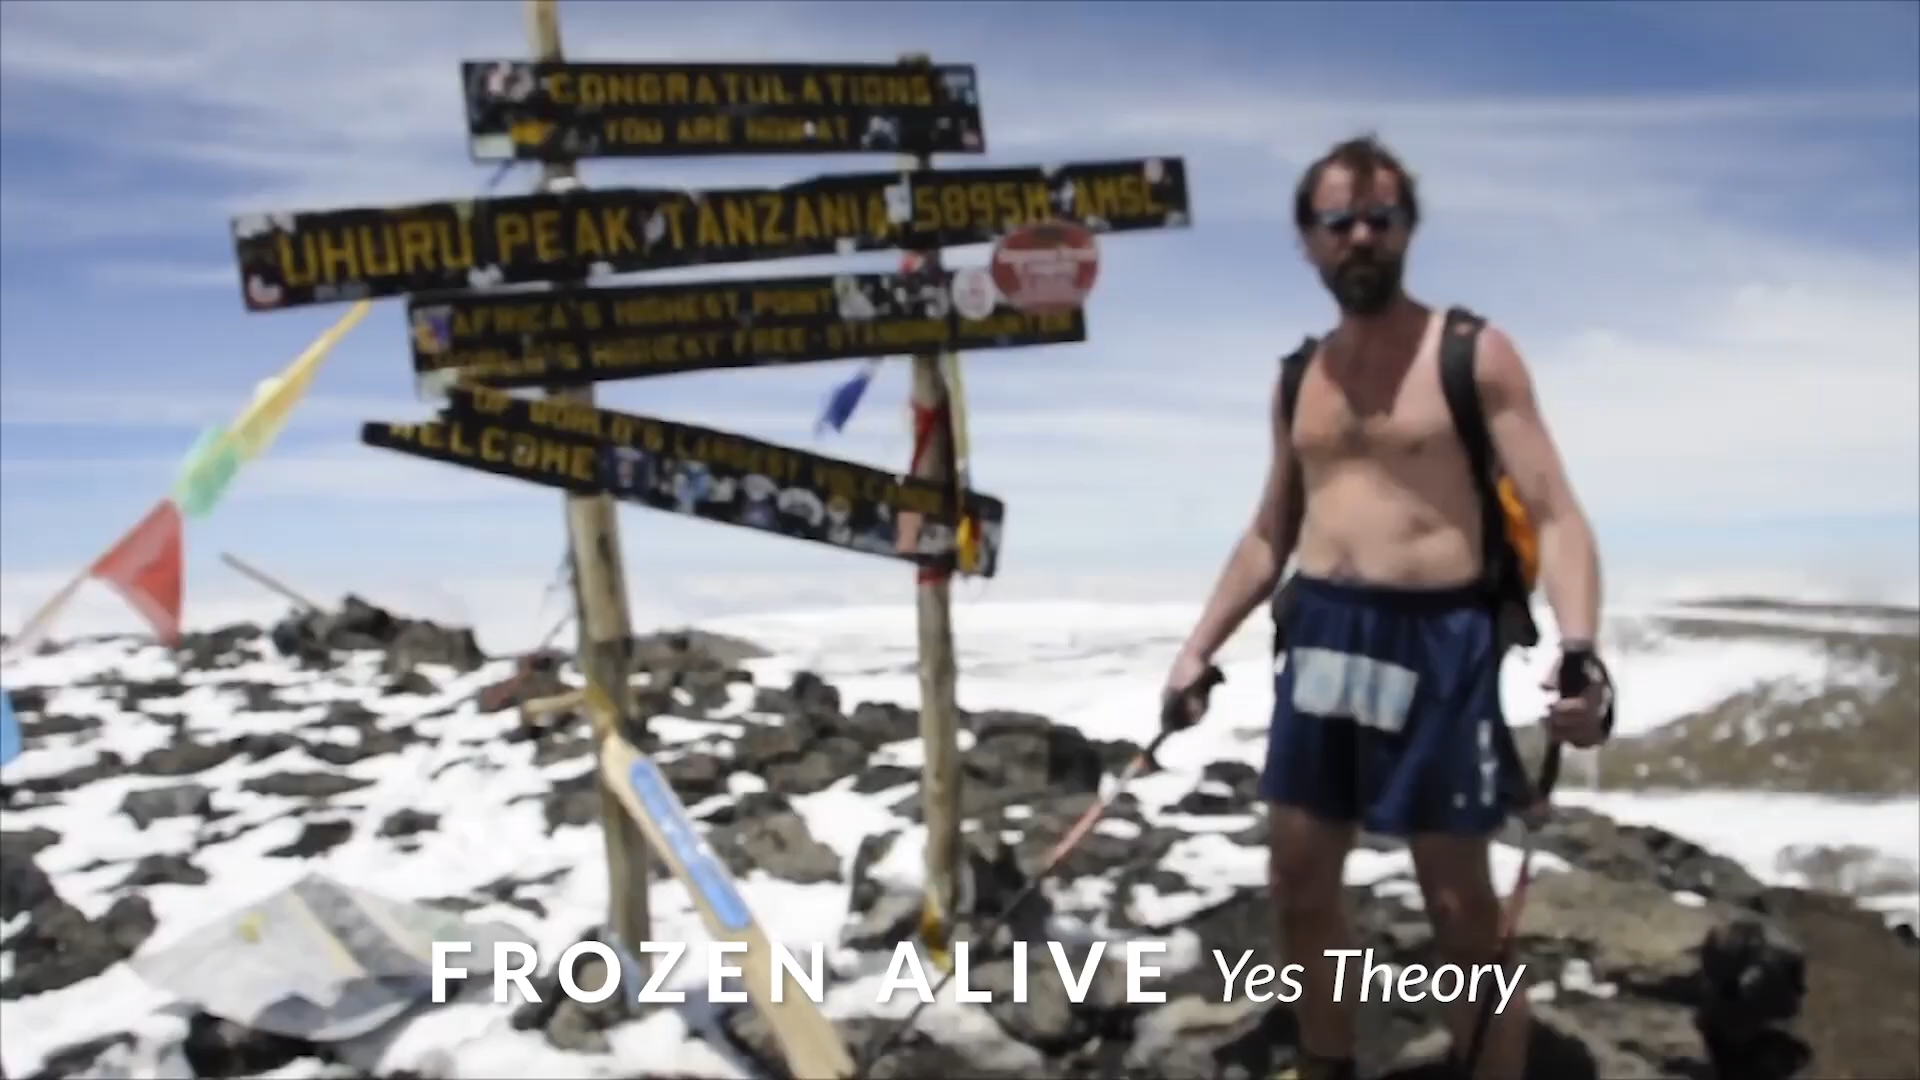 CONGRATULATIONS
YOU ARE NOW AT
UHURU PEAK TANZANIA 5895M AMSL
AFRICA'S HIGHEST POINT
WORLD'S HIGHEST FREE-STANDING MOUNTAIN
OF WORLD'S LARGEST VOLCANOES
WELCOME
FROZEN ALIVE Yes Theory